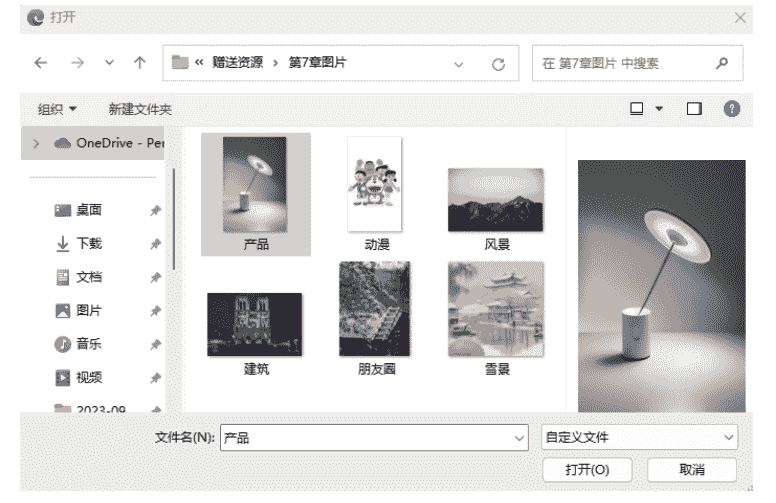 打开
« 赠送资源 › 第7章图片
在 第7章图片 中搜索
组织
新建文件夹
OneDrive - Per
桌面
下载
文档
图片
音乐
视频
2023-09
产品
动漫
风景
建筑
朋友圈
雪景
文件名(N): 产品
自定义文件
打开(O)
取消